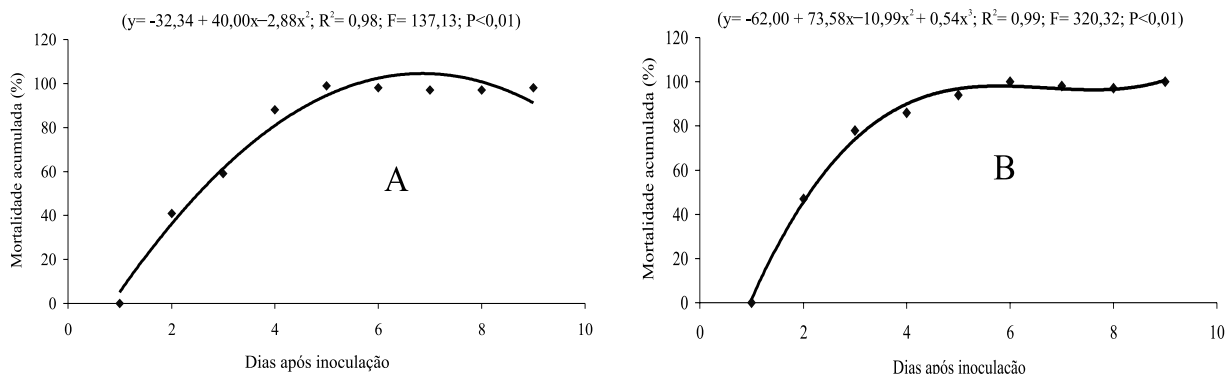 (y= -32,34 + 40,00x−2,88x²; R²= 0,98; F= 137,13; P<0,01)
Mortalidade acumulada (%)
120
100
80
60
40
20
0
0 2 4 6 8 10
Dias após inoculação
A
(y= -62,00 + 73,58x−10,99x² + 0,54x³; R²= 0,99; F= 320,32; P<0,01)
Mortalidade acumulada (%)
120
100
80
60
40
20
0
0 2 4 6 8 10
Dias após inoculação
B